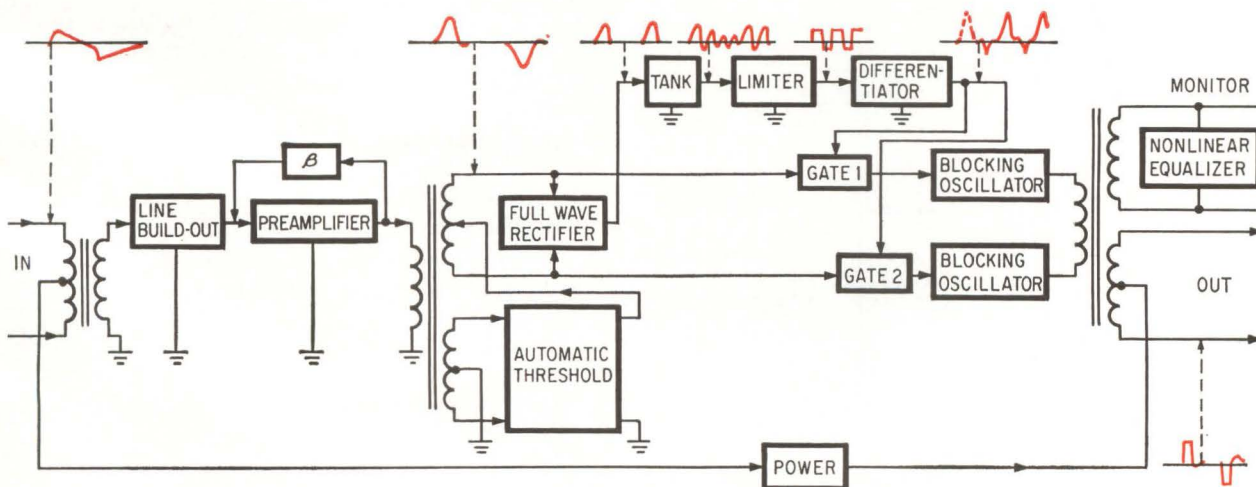 TANK
LIMITER
DIFFEREN-
TIATOR
MONITOR
NONLINEAR
EQUALIZER
β
GATE 1
BLOCKING
OSCILLATOR
LINE
BUILD-OUT
PREAMPLIFIER
FULL WAVE
RECTIFIER
IN
GATE 2
BLOCKING
OSCILLATOR
OUT
AUTOMATIC
THRESHOLD
POWER